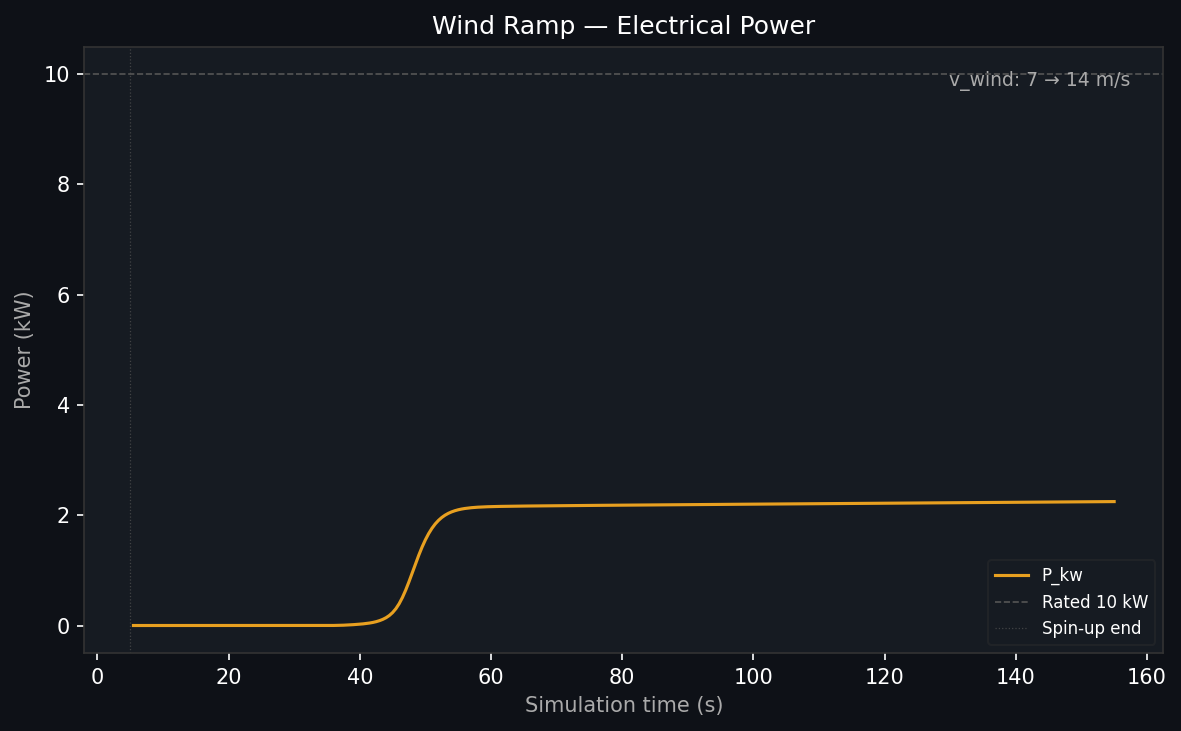 Wind Ramp — Electrical Power
v_wind: 7 → 14 m/s
Power (kW)
10
8
6
4
2
0
P_kw
Rated 10 kW
Spin-up end
0 20 40 60 80 100 120 140 160
Simulation time (s)